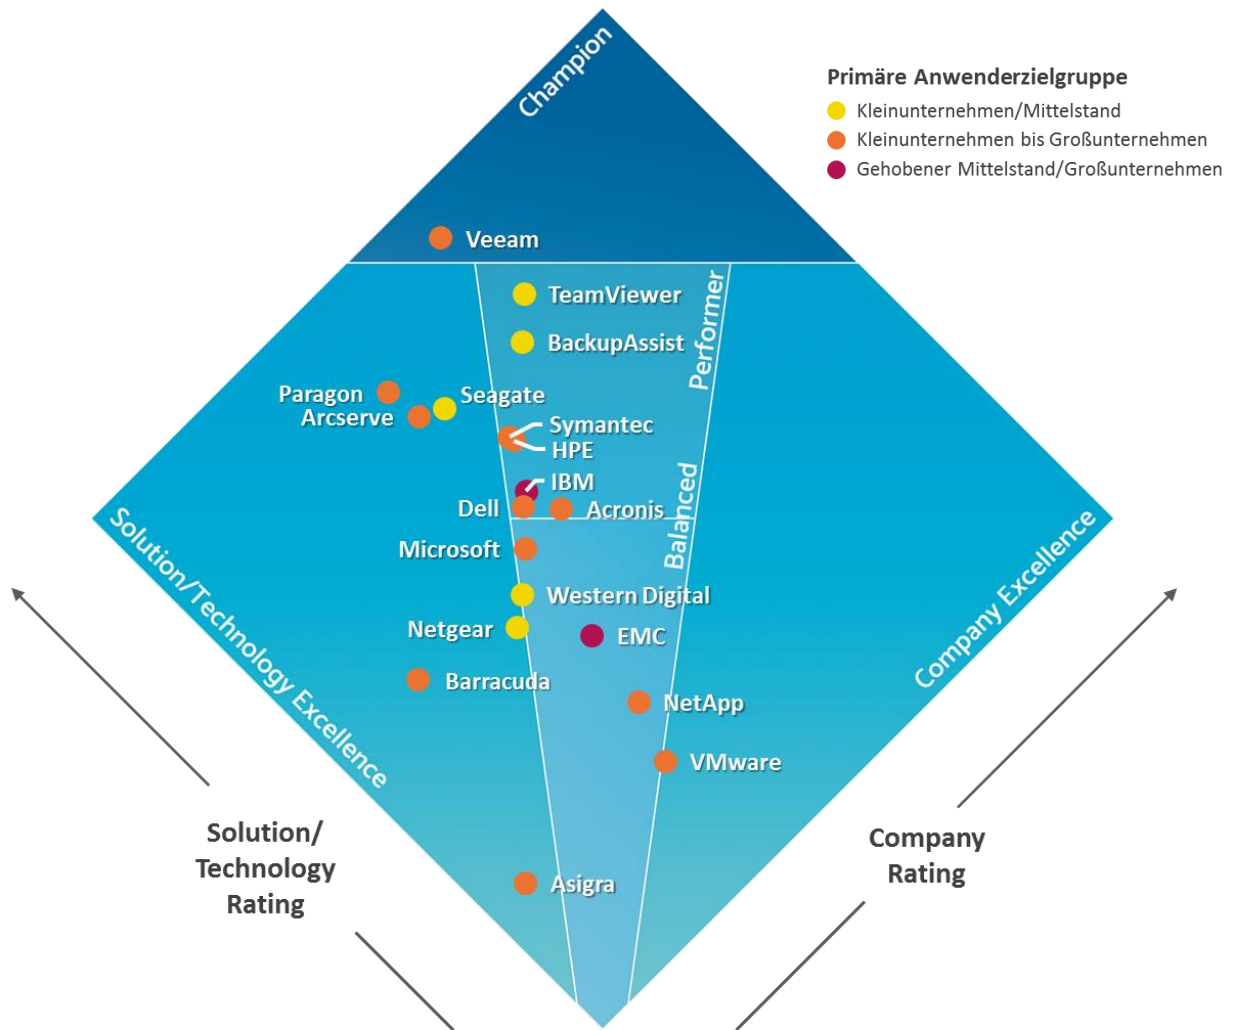 Champion
Primäre Anwenderzielgruppe
Kleinunternehmen/Mittelstand
Kleinunternehmen bis Großunternehmen
Gehobener Mittelstand/Großunternehmen
Veeam
TeamViewer
BackupAssist
Performer
Paragon
Seagate
Arcserve
Symantec
HPE
IBM
Dell
Acronis
Balanced
Microsoft
Western Digital
Netgear
EMC
Barracuda
NetApp
VMware
Asigra
Solution/Technology Excellence
Company Excellence
Solution/
Technology
Rating
Company
Rating